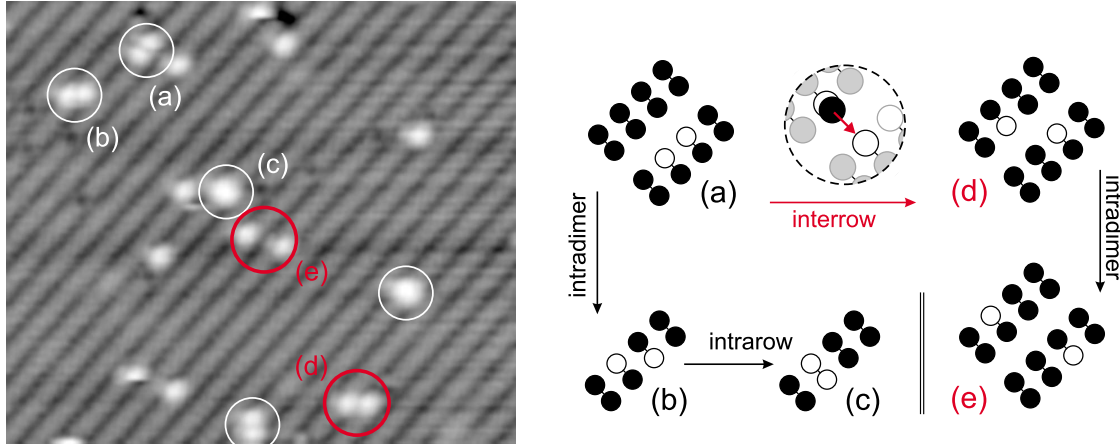 (a)
(b)
(c)
(e)
(d)
(a)
interrow
(d)
intradimer
intradimer
intrarow
(b)
(c)
(e)